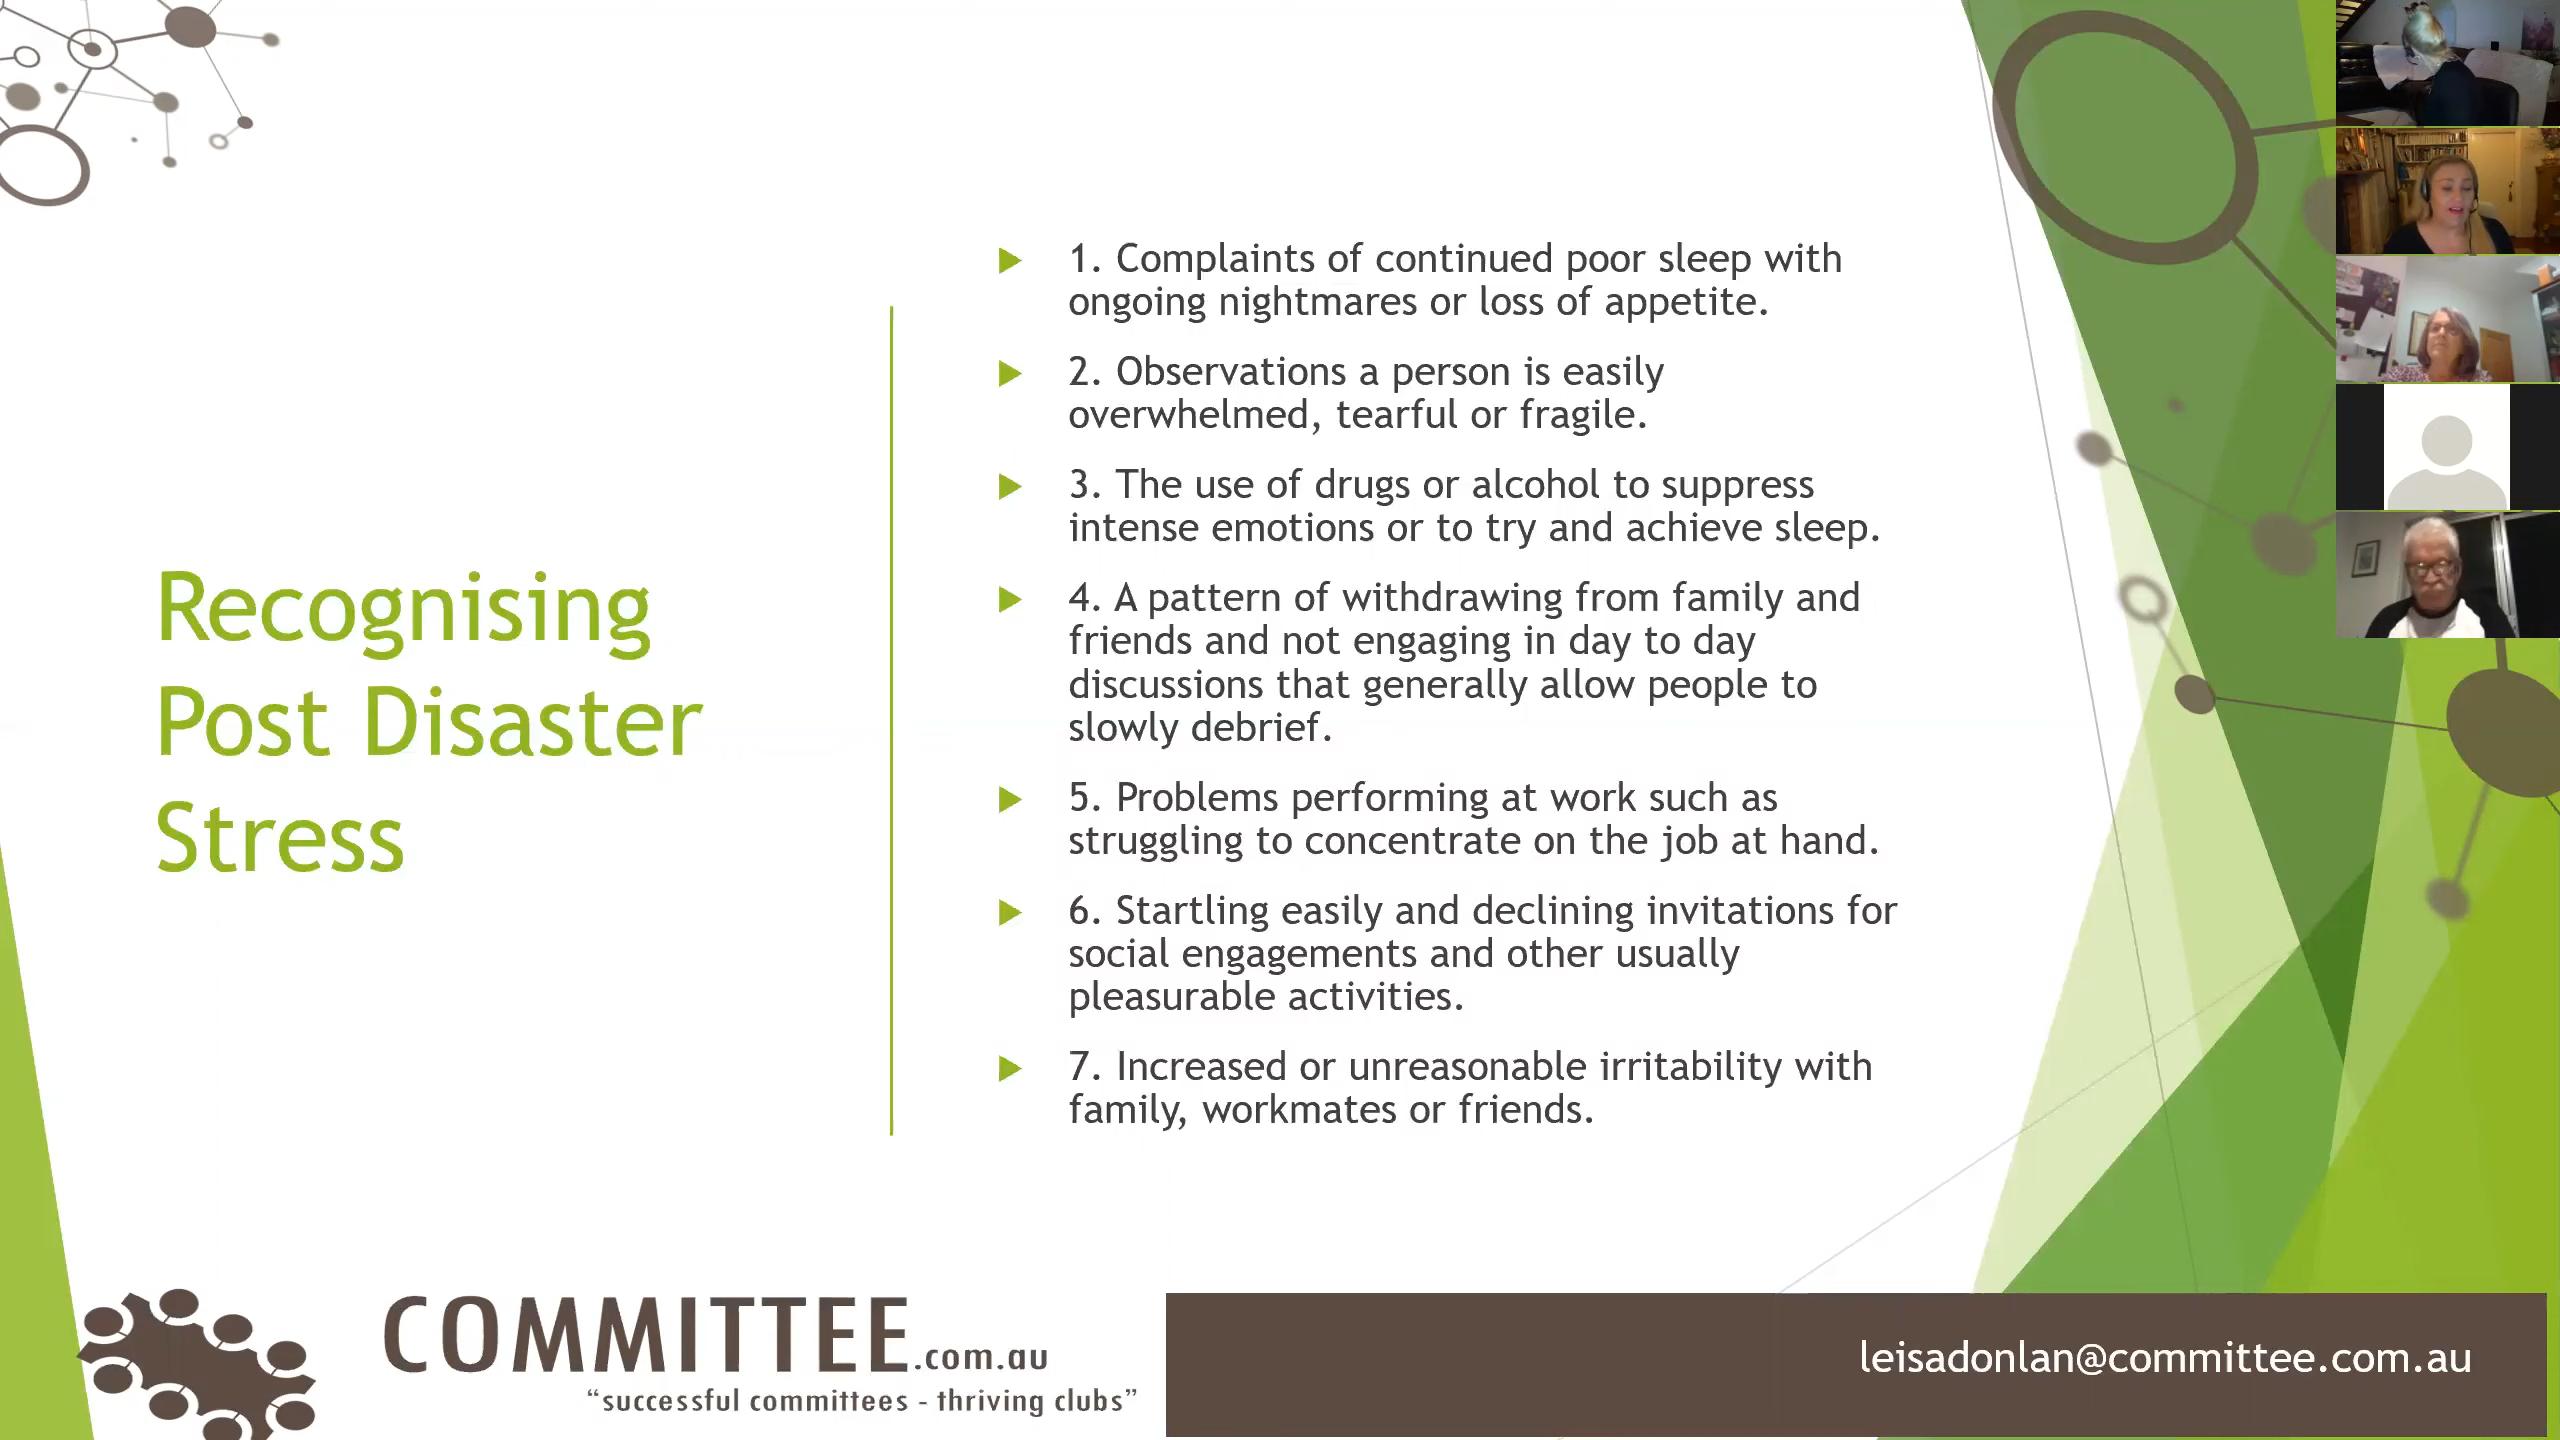 Recognising
Post Disaster
Stress
1. Complaints of continued poor sleep with
ongoing nightmares or loss of appetite.
2. Observations a person is easily
overwhelmed, tearful or fragile.
3. The use of drugs or alcohol to suppress
intense emotions or to try and achieve sleep.
4. A pattern of withdrawing from family and
friends and not engaging in day to day
discussions that generally allow people to
slowly debrief.
5. Problems performing at work such as
struggling to concentrate on the job at hand.
6. Startling easily and declining invitations for
social engagements and other usually
pleasurable activities.
7. Increased or unreasonable irritability with
family, workmates or friends.
COMMITTEE.com.au
“successful committees - thriving clubs”
leisadonlan@committee.com.au